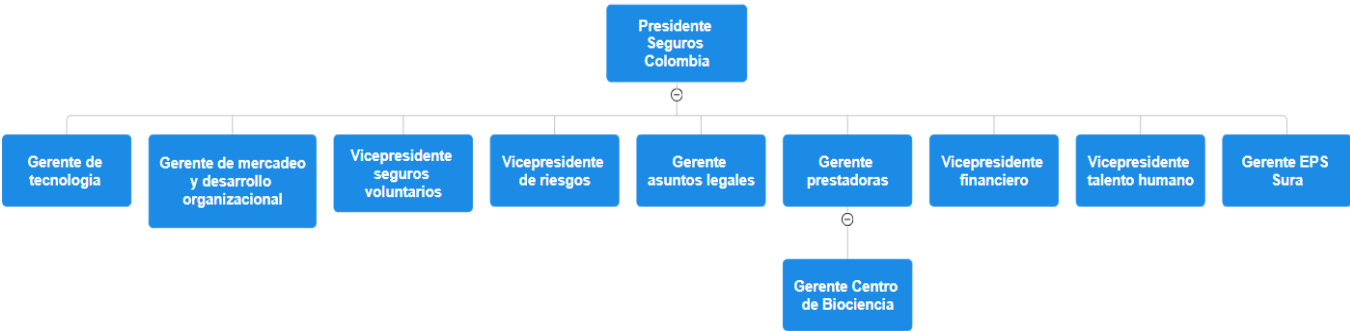 Presidente
Seguros
Colombia
Gerente de
tecnología
Gerente de mercadeo
y desarrollo
organizacional
Vicepresidente
seguros
voluntarios
Vicepresidente
de riesgos
Gerente
asuntos legales
Gerente
prestadoras
Vicepresidente
financiero
Vicepresidente
talento humano
Gerente EPS
Sura
Gerente Centro
de Biociencia